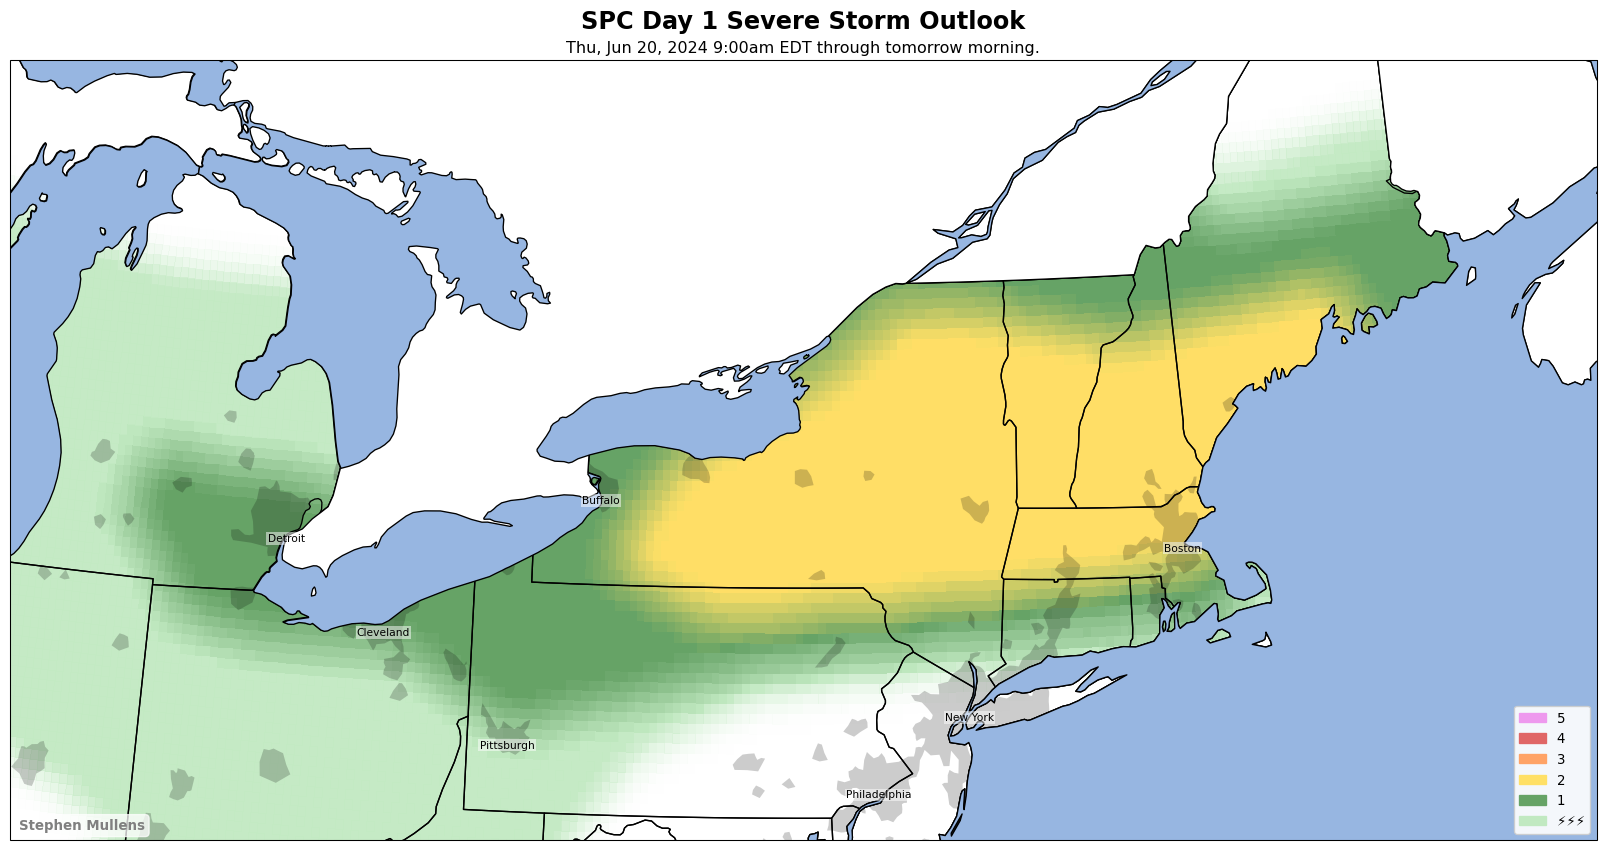 SPC Day 1 Severe Storm Outlook
Thu, Jun 20, 2024 9:00am EDT through tomorrow morning.
Buffalo
Detroit
Boston
Cleveland
New York
Pittsburgh
Philadelphia
5
4
3
2
1
⚡⚡⚡
Stephen Mullens